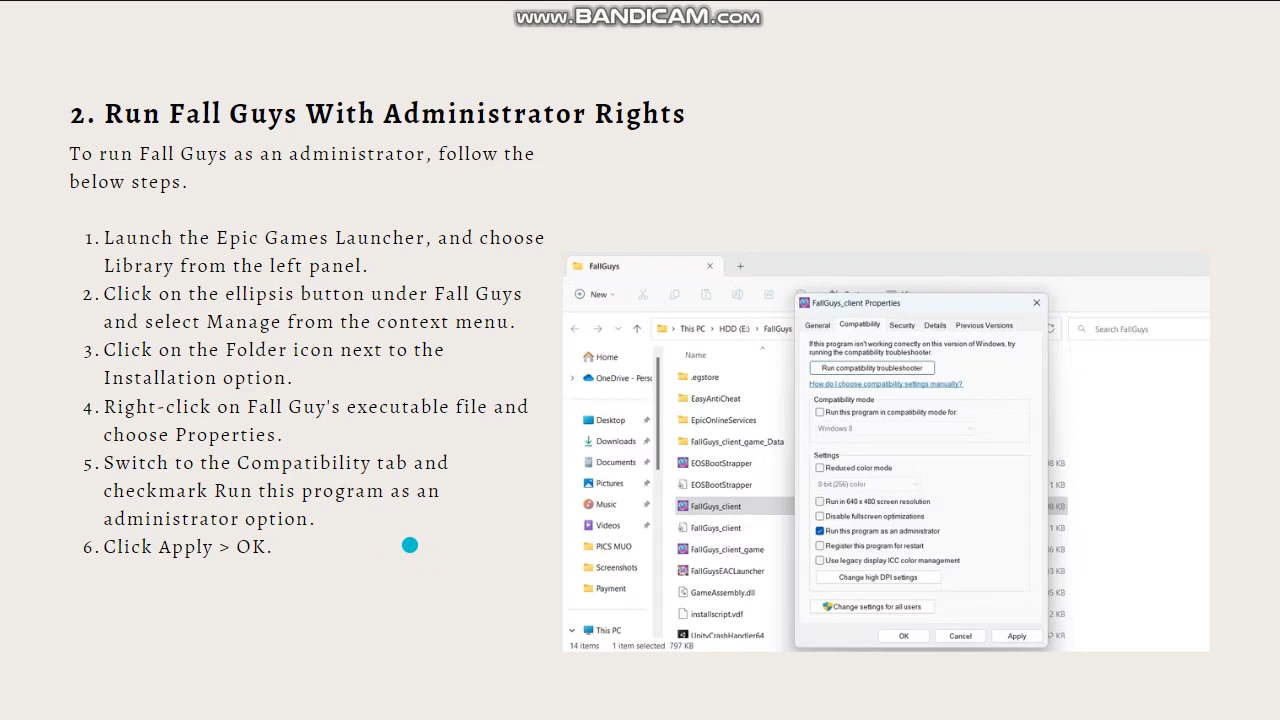 www.BANDICAM.com
2. Run Fall Guys With Administrator Rights
To run Fall Guys as an administrator, follow the
below steps.
1. Launch the Epic Games Launcher, and choose
Library from the left panel.
2. Click on the ellipsis button under Fall Guys
and select Manage from the context menu.
3. Click on the Folder icon next to the
Installation option.
4. Right-click on Fall Guy's executable file and
choose Properties.
5. Switch to the Compatibility tab and
checkmark Run this program as an
administrator option.
6. Click Apply > OK.
FallGuys
New
This PC > HDD (E:) > FallGuys
Search FallGuys
Home
OneDrive - Persc
Desktop
Downloads
Documents
Pictures
Music
Videos
PICS MUO
Screenshots
Payment
This PC
14 items 1 item selected 797 KB
Name
.egstore
EasyAntiCheat
EpicOnlineServices
FallGuys_client_game_Data
EOSBootStrapper
EOSBootStrapper
FallGuys_client
FallGuys_client
FallGuys_client_game
FallGuysEACLauncher
GameAssembly.dll
installscript.vdf
UnityCrashHandler64
FallGuys_client Properties
General Compatibility Security Details Previous Versions
If this program isn't working correctly on this version of Windows, try
running the compatibility troubleshooter.
Run compatibility troubleshooter
How do I choose compatibility settings manually?
Compatibility mode
Run this program in compatibility mode for:
Windows 8
Settings
Reduced color mode
8-bit (256) color
Run in 640 x 480 screen resolution
Disable fullscreen optimizations
Run this program as an administrator
Register this program for restart
Use legacy display ICC color management
Change high DPI settings
Change settings for all users
OK Cancel Apply